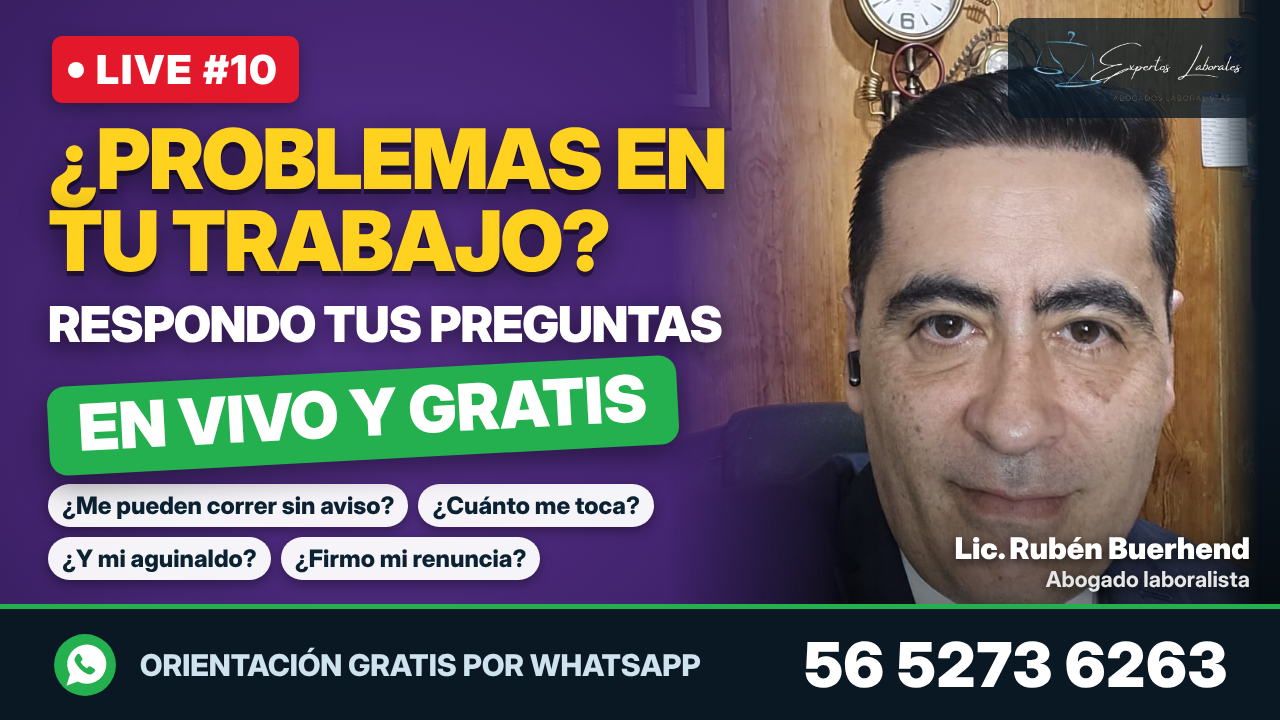 LIVE #10
Expertos Laborales
ABOGADOS LABORALISTAS
¿PROBLEMAS EN
TU TRABAJO?
RESPONDO TUS PREGUNTAS
EN VIVO Y GRATIS
¿Me pueden correr sin aviso?
¿Cuánto me toca?
¿Y mi aguinaldo?
¿Firmo mi renuncia?
Lic. Rubén Buerhend
Abogado laboralista
ORIENTACIÓN GRATIS POR WHATSAPP
56 5273 6263